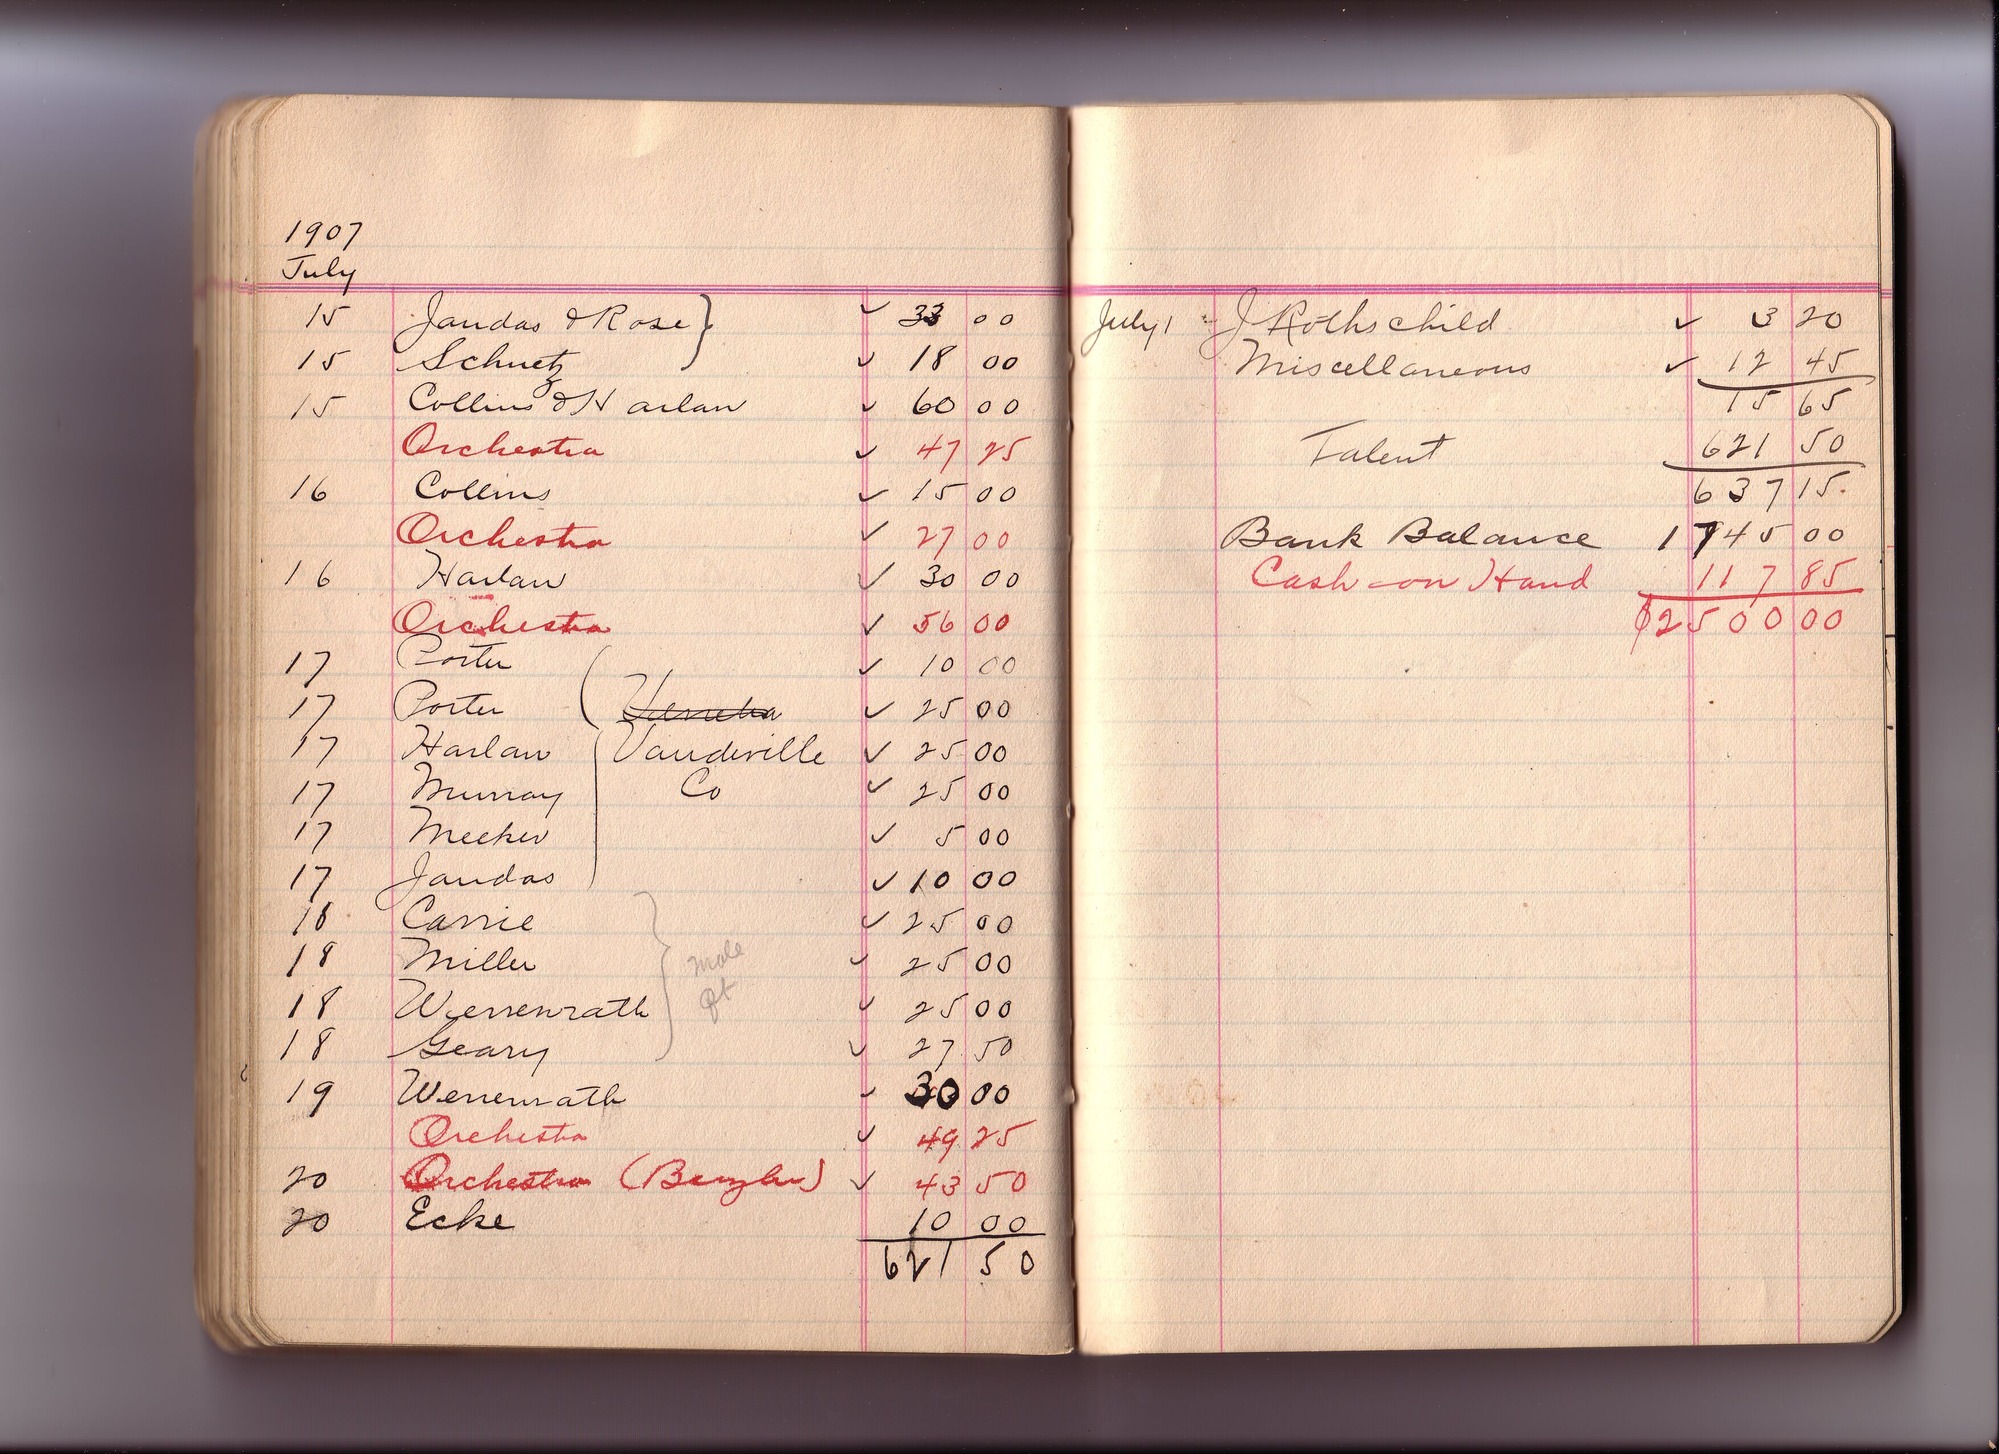 1907
July
15 Jandas & Rose } 33 00
15 Schuetz 18 00
15 Collins & Harlan 60 00
Orchestra 47 25
16 Collins 15 00
Orchestra 27 00
16 Harlan 30 00
Orchestra 56 00
17 Porter 10 00
17 Porter 25 00
17 Harlan Vaudeville 25 00
17 Murray Co 25 00
17 Meeker 5 00
17 Jandas 10 00
18 Carrie 25 00
18 Miller 25 00
18 Werrenrath 25 00
18 Geary 27 50
male
qt
19 Werrenrath 30 00
Orchestra 49 25
20 Orchestra 43 50
20 Ecke 10 00
621 50
July 1 J Rothschild 3 20
Miscellaneous 12 45
15 65
Talent 621 50
637 15
Bank Balance 1745 00
Cash on Hand 117 85
$2500 00